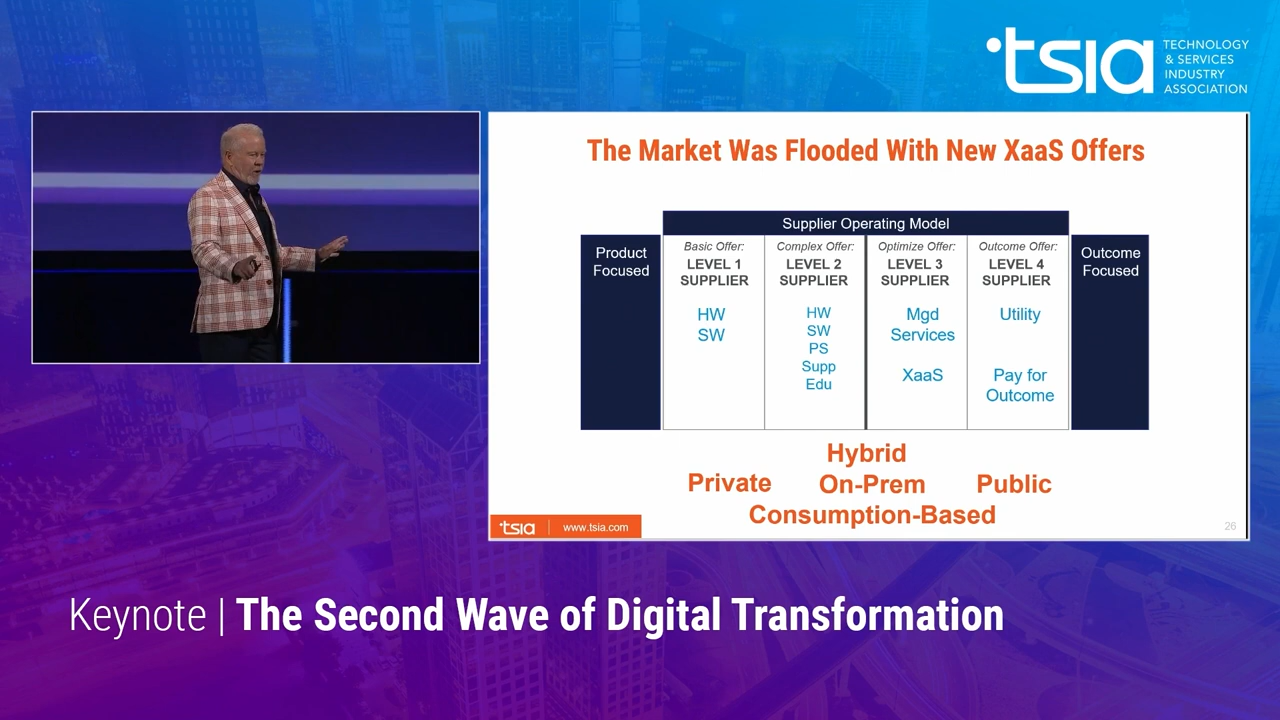 tsia
TECHNOLOGY
& SERVICES
INDUSTRY
ASSOCIATION
The Market Was Flooded With New XaaS Offers
Supplier Operating Model
Product
Focused
Basic Offer:
LEVEL 1
SUPPLIER
HW
SW
Complex Offer:
LEVEL 2
SUPPLIER
HW
SW
PS
Supp
Edu
Optimize Offer:
LEVEL 3
SUPPLIER
Mgd
Services
XaaS
Outcome Offer:
LEVEL 4
SUPPLIER
Utility
Pay for
Outcome
Outcome
Focused
Hybrid
Private On-Prem Public
Consumption-Based
tsia | www.tsia.com
26
Keynote | The Second Wave of Digital Transformation